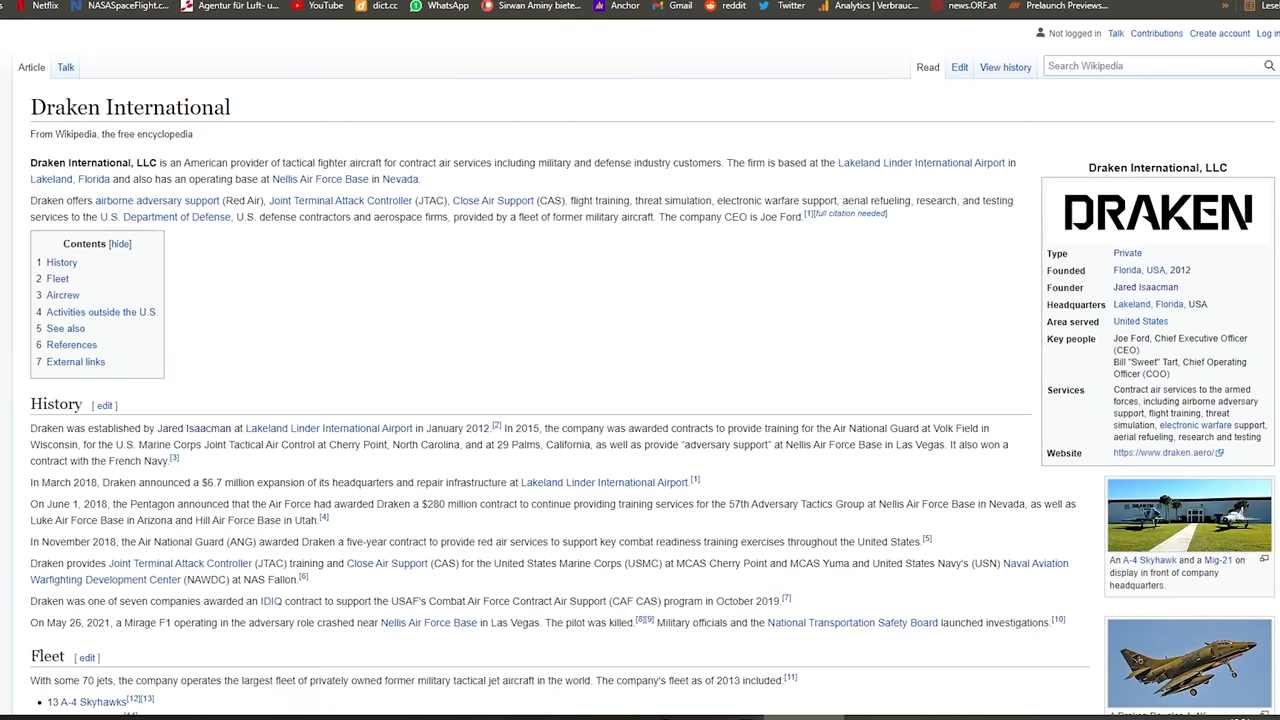 Netflix NASASpaceFlight.c... Agentur für Luft- u... YouTube dict.cc WhatsApp Sirwan Aminy biete... Anchor Gmail reddit Twitter Analytics | Verbrauc... news.ORF.at Prelaunch Previews... » Lese
Not logged in Talk Contributions Create account Log in
Article Talk Read Edit View history Search Wikipedia
Draken International
From Wikipedia, the free encyclopedia
Draken International, LLC is an American provider of tactical fighter aircraft for contract air services including military and defense industry customers. The firm is based at the Lakeland Linder International Airport in
Lakeland, Florida and also has an operating base at Nellis Air Force Base in Nevada.
Draken offers airborne adversary support (Red Air), Joint Terminal Attack Controller (JTAC), Close Air Support (CAS), flight training, threat simulation, electronic warfare support, aerial refueling, research, and testing
services to the U.S. Department of Defense, U.S. defense contractors and aerospace firms, provided by a fleet of former military aircraft. The company CEO is Joe Ford.[1][full citation needed]
Contents [hide]
1 History
2 Fleet
3 Aircrew
4 Activities outside the U.S.
5 See also
6 References
7 External links
History [ edit ]
Draken was established by Jared Isaacman at Lakeland Linder International Airport in January 2012.[2] In 2015, the company was awarded contracts to provide training for the Air National Guard at Volk Field in
Wisconsin, for the U.S. Marine Corps Joint Tactical Air Control at Cherry Point, North Carolina, and at 29 Palms, California, as well as provide “adversary support” at Nellis Air Force Base in Las Vegas. It also won a
contract with the French Navy.[3]
In March 2018, Draken announced a $6.7 million expansion of its headquarters and repair infrastructure at Lakeland Linder International Airport.[1]
On June 1, 2018, the Pentagon announced that the Air Force had awarded Draken a $280 million contract to continue providing training services for the 57th Adversary Tactics Group at Nellis Air Force Base in Nevada, as well as
Luke Air Force Base in Arizona and Hill Air Force Base in Utah.[4]
In November 2018, the Air National Guard (ANG) awarded Draken a five-year contract to provide red air services to support key combat readiness training exercises throughout the United States.[5]
Draken provides Joint Terminal Attack Controller (JTAC) training and Close Air Support (CAS) for the United States Marine Corps (USMC) at MCAS Cherry Point and MCAS Yuma and United States Navy's (USN) Naval Aviation
Warfighting Development Center (NAWDC) at NAS Fallon.[6]
Draken was one of seven companies awarded an IDIQ contract to support the USAF's Combat Air Force Contract Air Support (CAF CAS) program in October 2019.[7]
On May 26, 2021, a Mirage F1 operating in the adversary role crashed near Nellis Air Force Base in Las Vegas. The pilot was killed.[8][9] Military officials and the National Transportation Safety Board launched investigations.[10]
Fleet [ edit ]
With some 70 jets, the company operates the largest fleet of privately owned former military tactical jet aircraft in the world. The company's fleet as of 2013 included:[11]
• 13 A-4 Skyhawks[12][13]
Draken International, LLC
DRAKEN
Type Private
Founded Florida, USA, 2012
Founder Jared Isaacman
Headquarters Lakeland, Florida, USA
Area served United States
Key people Joe Ford, Chief Executive Officer
(CEO)
Bill "Sweet" Tart, Chief Operating
Officer (COO)
Services Contract air services to the armed
forces, including airborne adversary
support, flight training, threat
simulation, electronic warfare support,
aerial refueling, research and testing
Website https://www.draken.aero/
An A-4 Skyhawk and a Mig-21 on
display in front of company
headquarters.